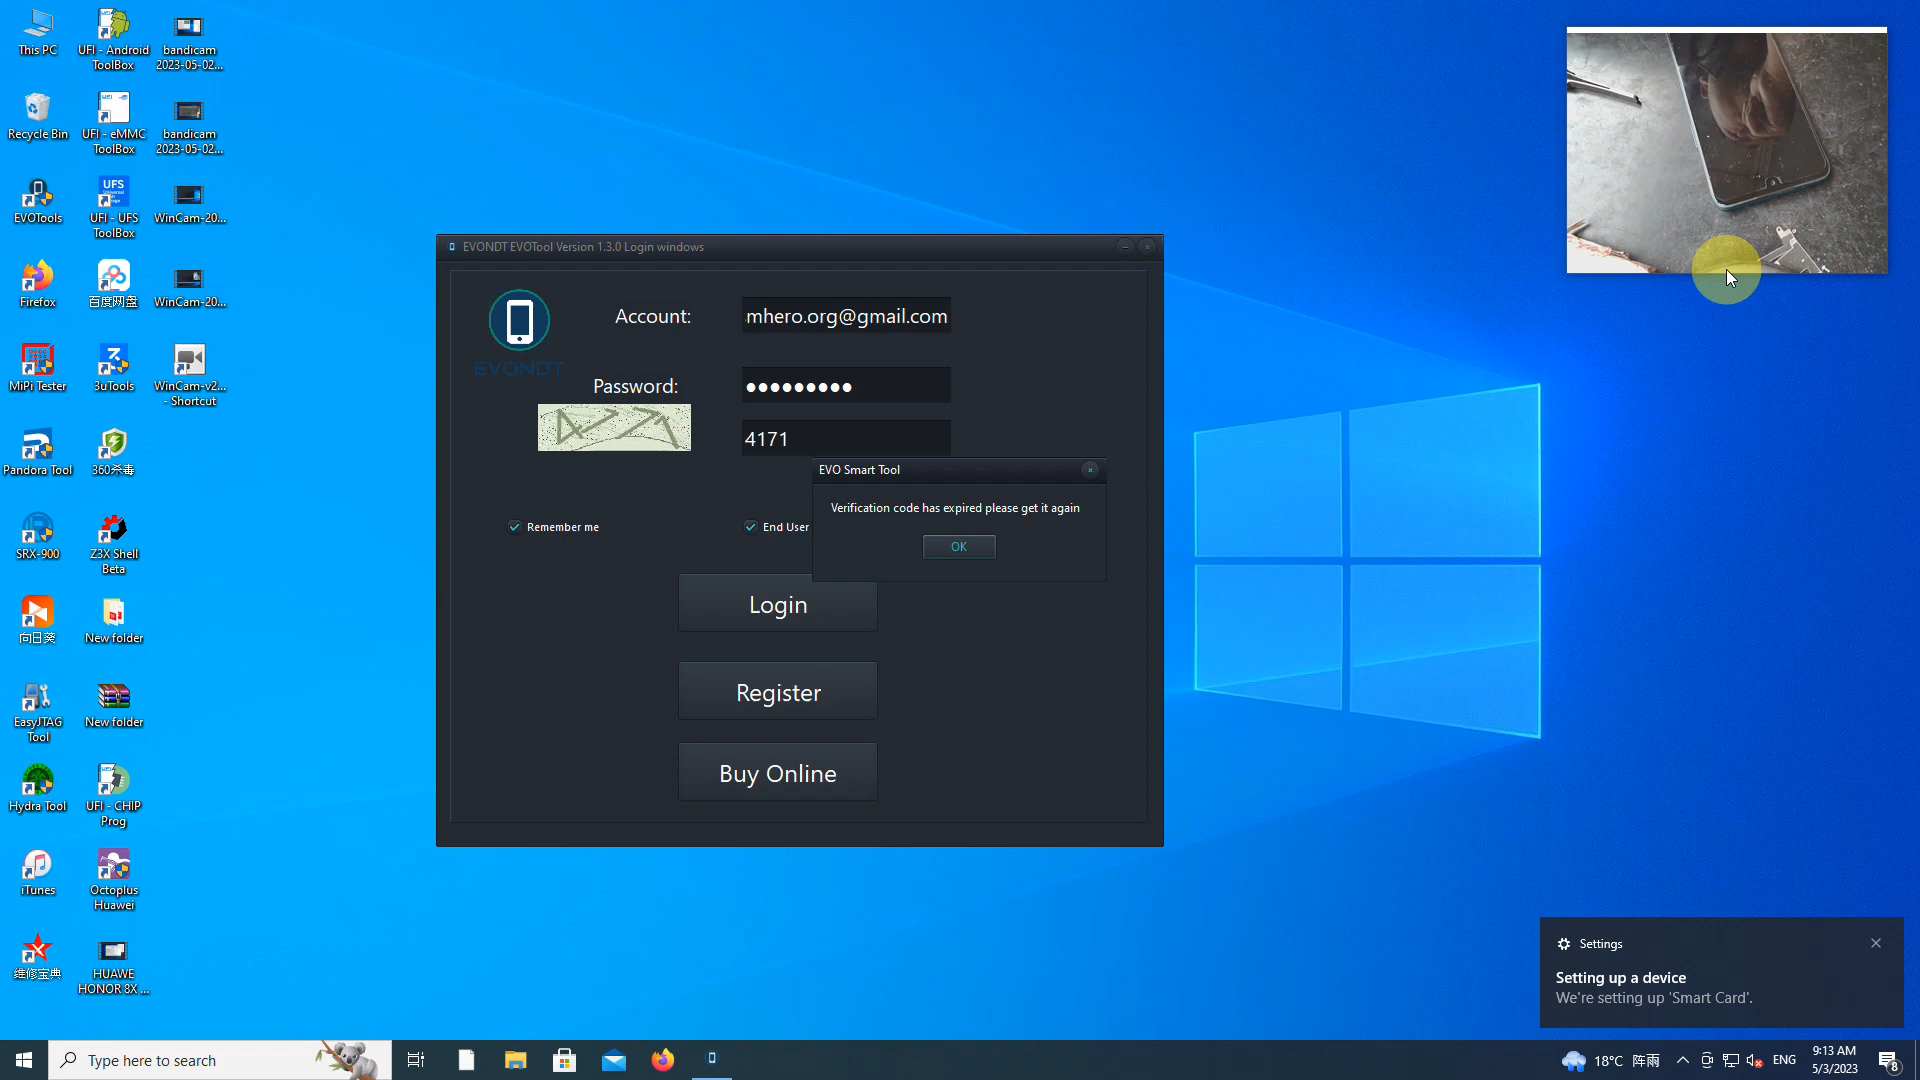 This PC
UFI - Android
ToolBox
bandicam
2023-05-02...
Recycle Bin
UFI - eMMC
ToolBox
bandicam
2023-05-02...
EVOTools
UFS
UFI - UFS
ToolBox
WinCam-20...
Firefox
百度网盘
WinCam-20...
MiPi Tester
3uTools
WinCam-v2...
- Shortcut
Pandora Tool
360杀毒
SRX-900
Z3X Shell
Beta
向日葵
New folder
EasyJTAG
Tool
New folder
Hydra Tool
UFI - CHIP
Prog
iTunes
Octoplus
Huawei
维修宝典
HUAWE
HONOR 8X ...
EVONDT EVOTool Version 1.3.0 Login windows
EVONDT
Account:
mhero.org@gmail.com
Password:
●●●●●●●●●
4171
EVO Smart Tool
Verification code has expired please get it again
OK
Remember me
End User
Login
Register
Buy Online
Settings
Setting up a device
We're setting up 'Smart Card'.
Type here to search
18°C 阵雨
ENG
9:13 AM
5/3/2023
8